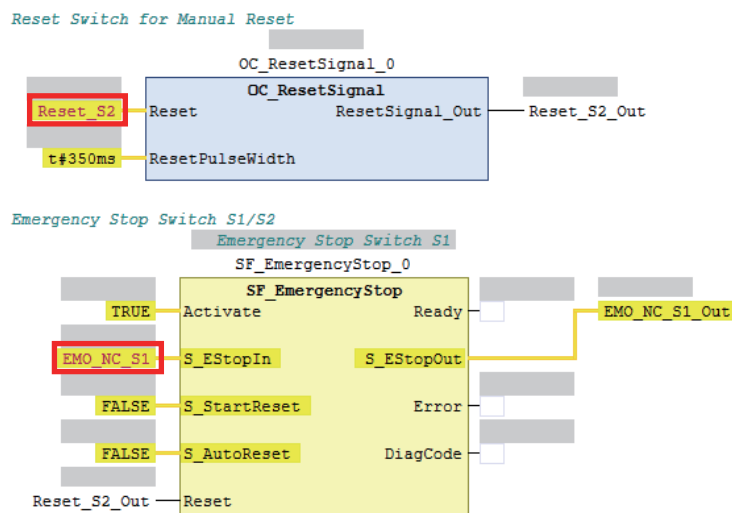 Reset Switch for Manual Reset
OC_ResetSignal_0
OC_ResetSignal
Reset_S2 Reset ResetSignal_Out Reset_S2_Out
t#350ms ResetPulseWidth
Emergency Stop Switch S1/S2
Emergency Stop Switch S1
SF_EmergencyStop_0
SF_EmergencyStop
TRUE Activate Ready EMO_NC_S1_Out
EMO_NC_S1 S_EStopIn S_EStopOut
FALSE S_StartReset Error
FALSE S_AutoReset DiagCode
Reset_S2_Out Reset